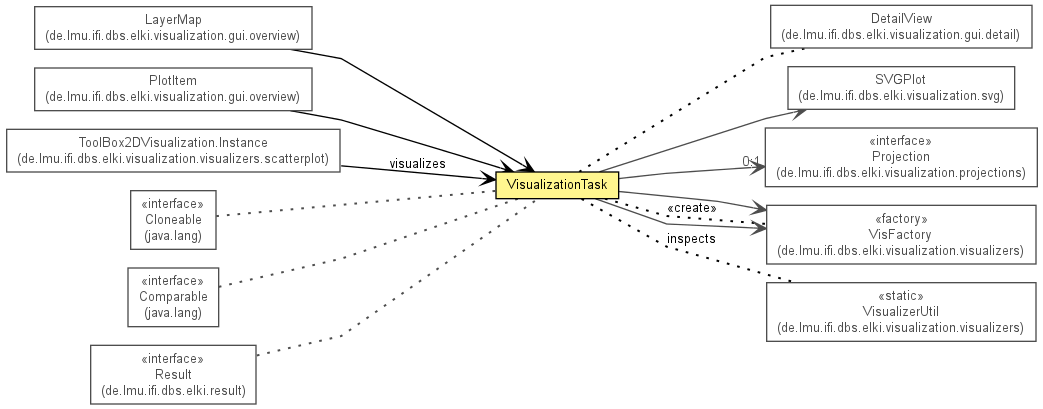 LayerMap
(de.lmu.ifi.dbs.elki.visualization.gui.overview)
PlotItem
(de.lmu.ifi.dbs.elki.visualization.gui.overview)
ToolBox2DVisualization.Instance
(de.lmu.ifi.dbs.elki.visualization.visualizers.scatterplot)
visualizes
«interface»
Cloneable
(java.lang)
«interface»
Comparable
(java.lang)
«interface»
Result
(de.lmu.ifi.dbs.elki.result)
VisualizationTask
DetailView
(de.lmu.ifi.dbs.elki.visualization.gui.detail)
SVGPlot
(de.lmu.ifi.dbs.elki.visualization.svg)
0:1
«interface»
Projection
(de.lmu.ifi.dbs.elki.visualization.projections)
«create»
inspects
«factory»
VisFactory
(de.lmu.ifi.dbs.elki.visualization.visualizers)
«static»
VisualizerUtil
(de.lmu.ifi.dbs.elki.visualization.visualizers)